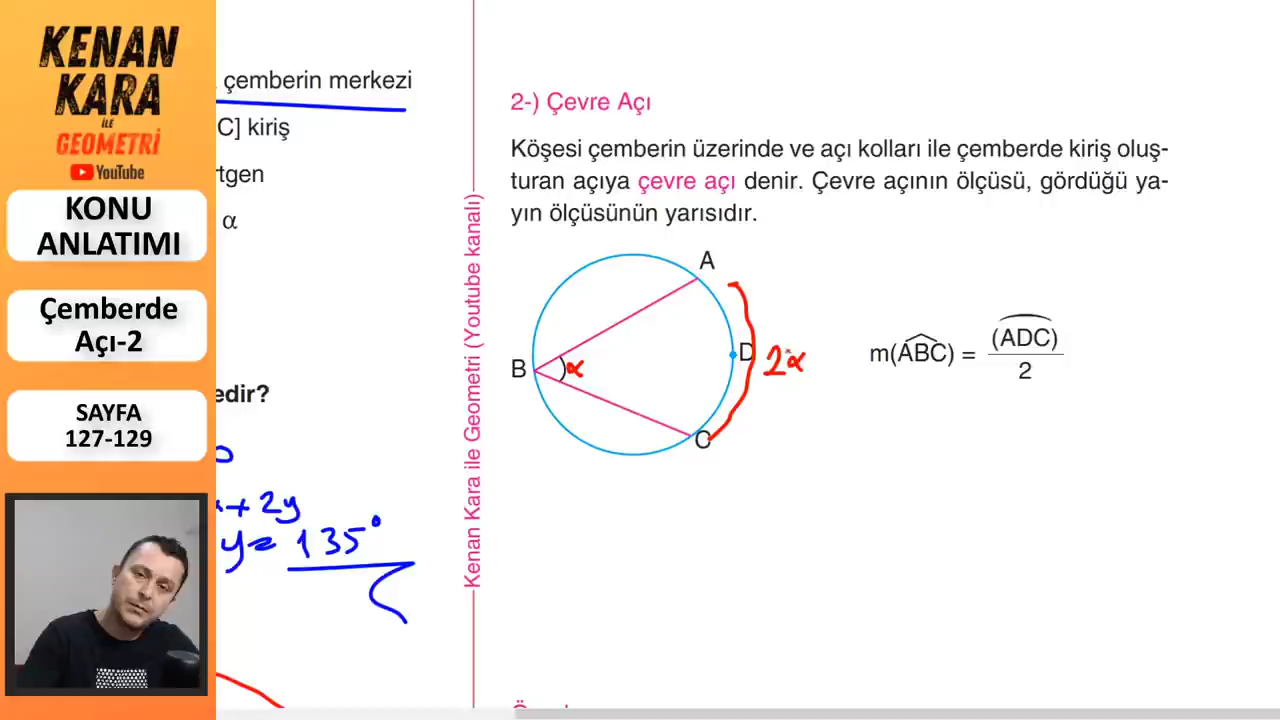 KENAN
KARA
İLE
GEOMETRİ
YouTube
KONU
ANLATIMI
Çemberde
Açı-2
SAYFA
127-129
çemberin merkezi
C] kiriş
rtgen
α
edir?
+ 2y
y = 135°
Kenan Kara ile Geometri (Youtube kanalı)
2-) Çevre Açı
Köşesi çemberin üzerinde ve açı kolları ile çemberde kiriş oluş-
turan açıya çevre açı denir. Çevre açının ölçüsü, gördüğü ya-
yın ölçüsünün yarısıdır.
A
B
α
D
2α
C
m(ABC) = (ADC)
2